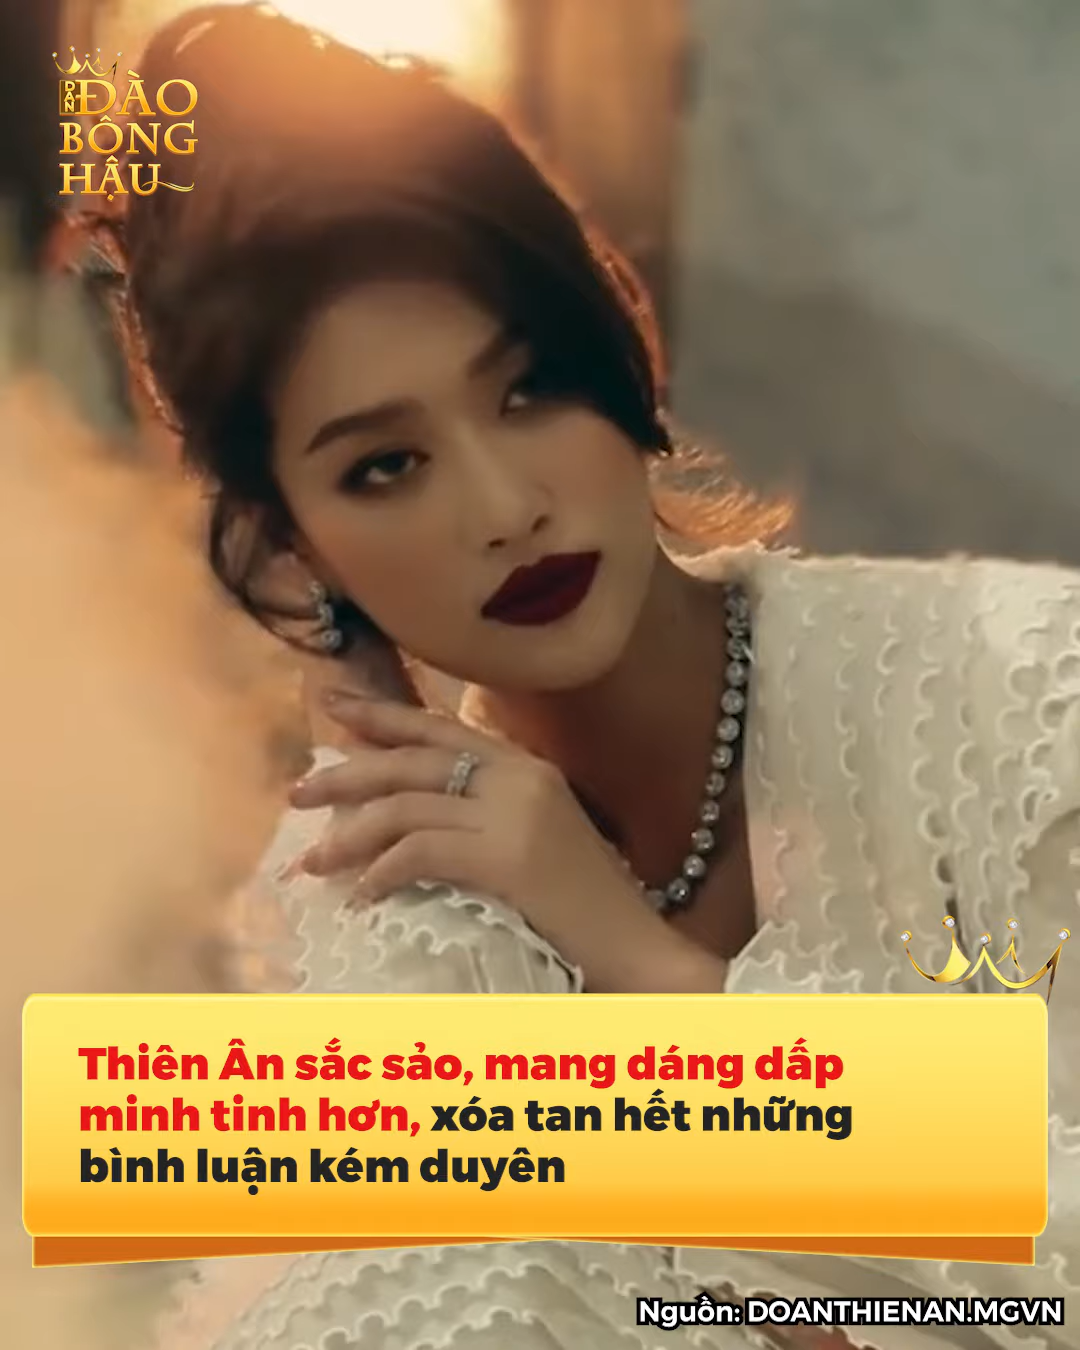 DÀN ĐÀO
BÔNG
HẬU
Thiên Ân sắc sảo, mang dáng dấp
minh tinh hơn, xóa tan hết những
bình luận kém duyên
Nguồn: DOANTHIENAN.MGVN